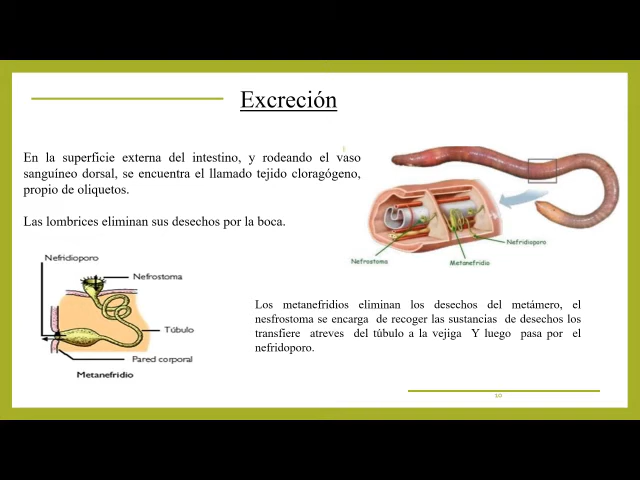 Excreción
En la superficie externa del intestino, y rodeando el vaso
sanguíneo dorsal, se encuentra el llamado tejido cloragógeno,
propio de oliquetos.
Las lombrices eliminan sus desechos por la boca.
Nefridioporo
Nefrostoma
Metanefridio
Nefridioporo
Nefrostoma
Túbulo
Pared corporal
Metanefridio
Los metanefridios eliminan los desechos del metámero, el
nesfrostoma se encarga de recoger las sustancias de desechos los
transfiere atreves del túbulo a la vejiga Y luego pasa por el
nefridoporo.
10